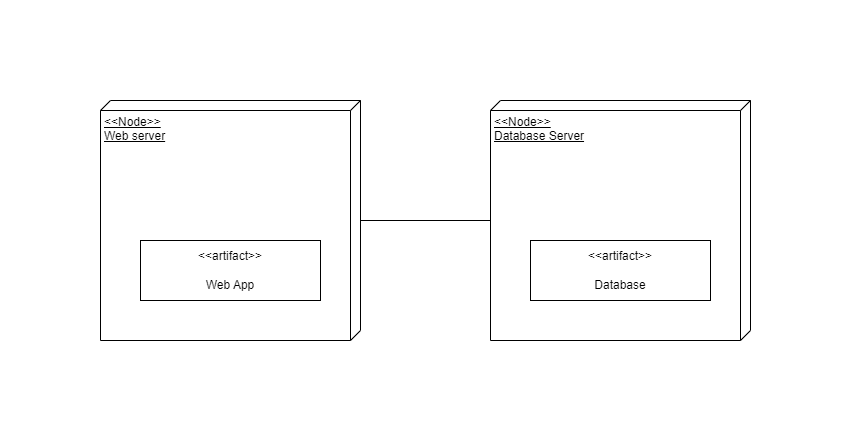 <<Node>>
Web server
<<artifact>>
Web App
<<Node>>
Database Server
<<artifact>>
Database